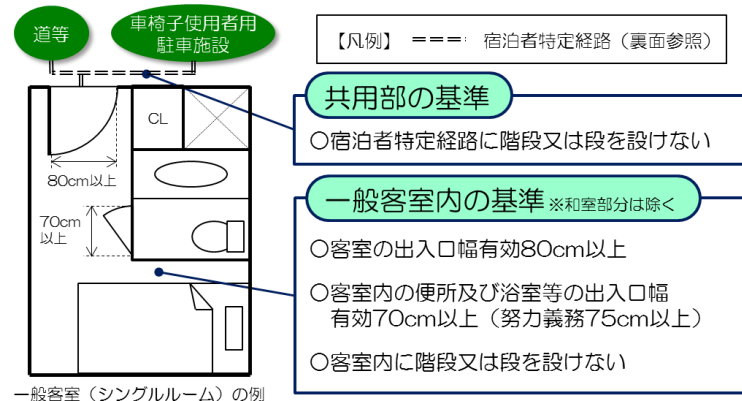 道等
車椅子使用者用
駐車施設
【凡例】 ===: 宿泊者特定経路（裏面参照）
共用部の基準
○宿泊者特定経路に階段又は段を設けない
CL
80cm以上
70cm
以上
一般客室内の基準 ※和室部分は除く
○客室の出入口幅有効80cm以上
○客室内の便所及び浴室等の出入口幅
有効70cm以上（努力義務75cm以上）
○客室内に階段又は段を設けない
一般客室（シングルルーム）の例